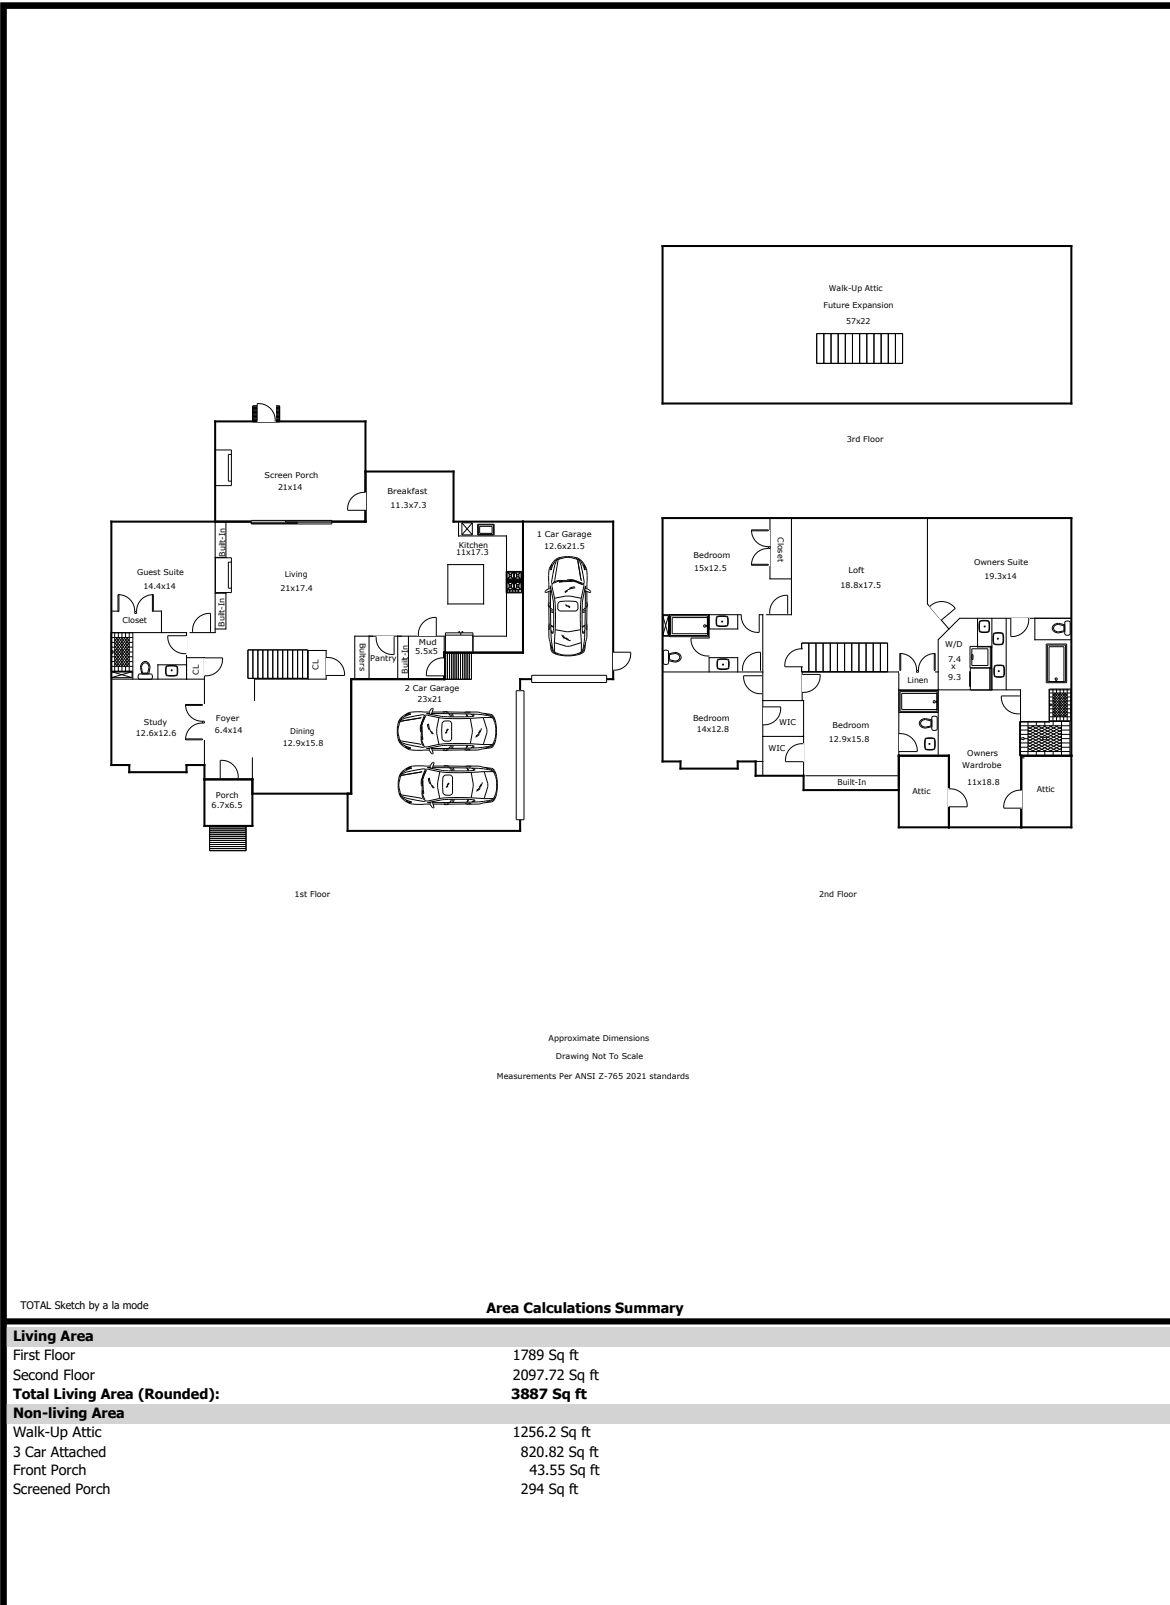 Walk-Up Attic
Future Expansion
57x22
3rd Floor
Screen Porch
21x14
Breakfast
11.3x7.3
Kitchen
11x17.3
1 Car Garage
12.6x21.5
Built-In
Guest Suite
14.4x14
Closet
Living
21x17.4
Built-In
CL
CL
Butlers
Pantry
Built-In
Mud
5.5x5
2 Car Garage
23x21
Study
12.6x12.6
Foyer
6.4x14
Dining
12.9x15.8
Porch
6.7x6.5
1st Floor
Bedroom
15x12.5
Closet
Loft
18.8x17.5
Owners Suite
19.3x14
W/D
7.4
x
9.3
Linen
Bedroom
14x12.8
WIC
WIC
Bedroom
12.9x15.8
Built-In
Owners
Wardrobe
11x18.8
Attic
Attic
2nd Floor
Approximate Dimensions
Drawing Not To Scale
Measurements Per ANSI Z-765 2021 standards
TOTAL Sketch by a la mode
Area Calculations Summary
Living Area
First Floor 1789 Sq ft
Second Floor 2097.72 Sq ft
Total Living Area (Rounded): 3887 Sq ft
Non-living Area
Walk-Up Attic 1256.2 Sq ft
3 Car Attached 820.82 Sq ft
Front Porch 43.55 Sq ft
Screened Porch 294 Sq ft